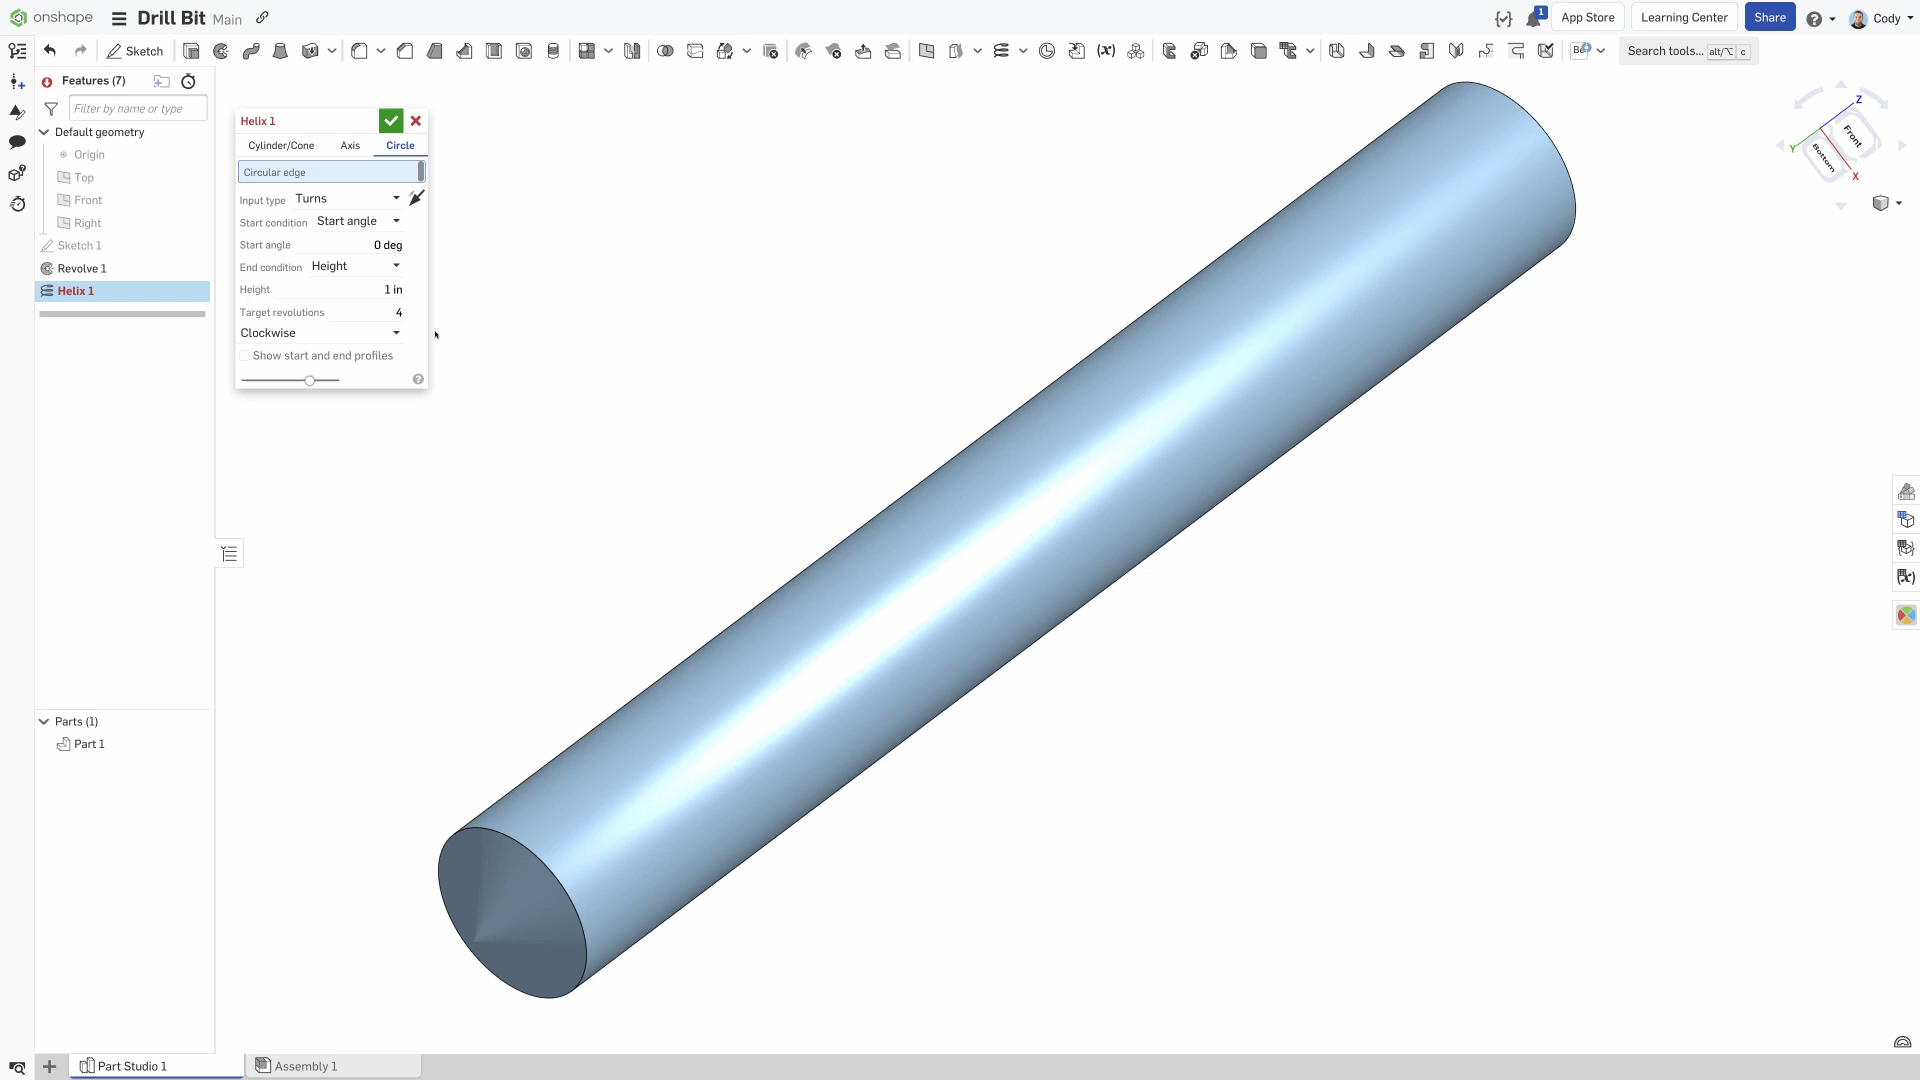 onshape
Drill Bit Main
1
App Store
Learning Center
Share
Cody
Sketch
(x)
Search tools... alt/⌥ c
Features (7)
Filter by name or type
Default geometry
Origin
Top
Front
Right
Sketch 1
Revolve 1
Helix 1
Helix 1
Cylinder/Cone
Axis
Circle
Circular edge
Input type Turns
Start condition Start angle
Start angle 0 deg
End condition Height
Height 1 in
Target revolutions 4
Clockwise
Show start and end profiles
Z
Front
Y
Bottom
X
(x)
Parts (1)
Part 1
Part Studio 1
Assembly 1